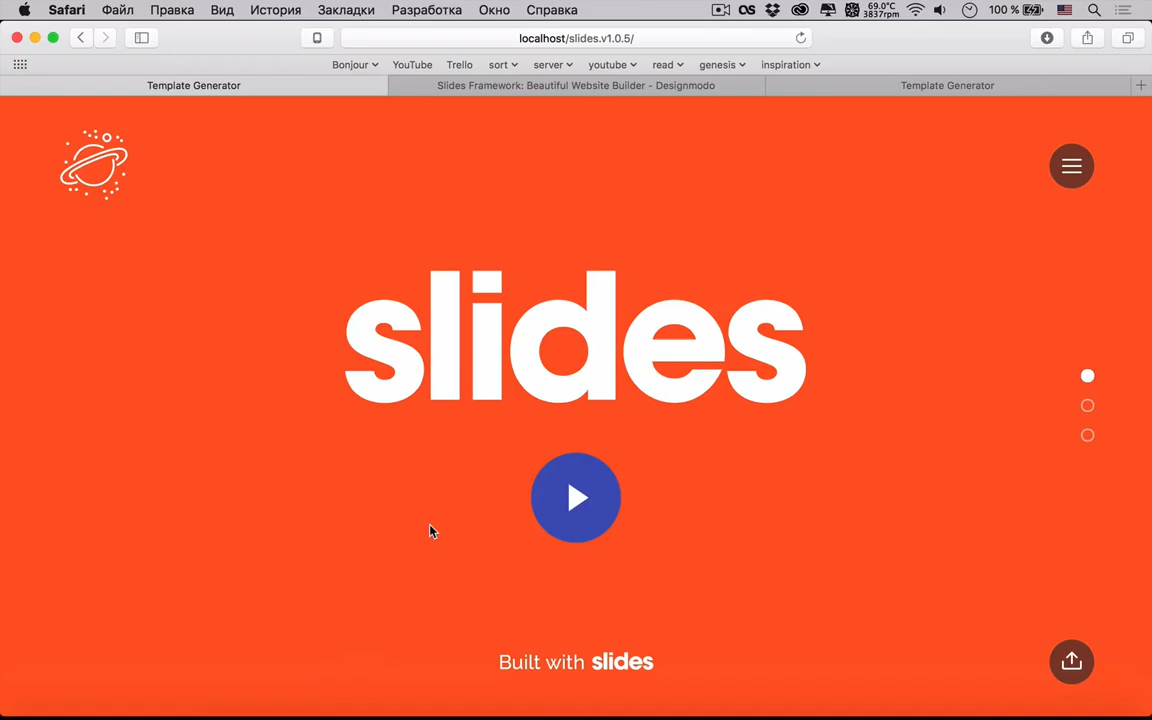 Safari Файл Правка Вид История Закладки Разработка Окно Справка 69.0°C 3837rpm 100 %
localhost/slides.v1.0.5/
Bonjour YouTube Trello sort server youtube read genesis inspiration
Template Generator Slides Framework: Beautiful Website Builder - Designmodo Template Generator
slides
Built with slides